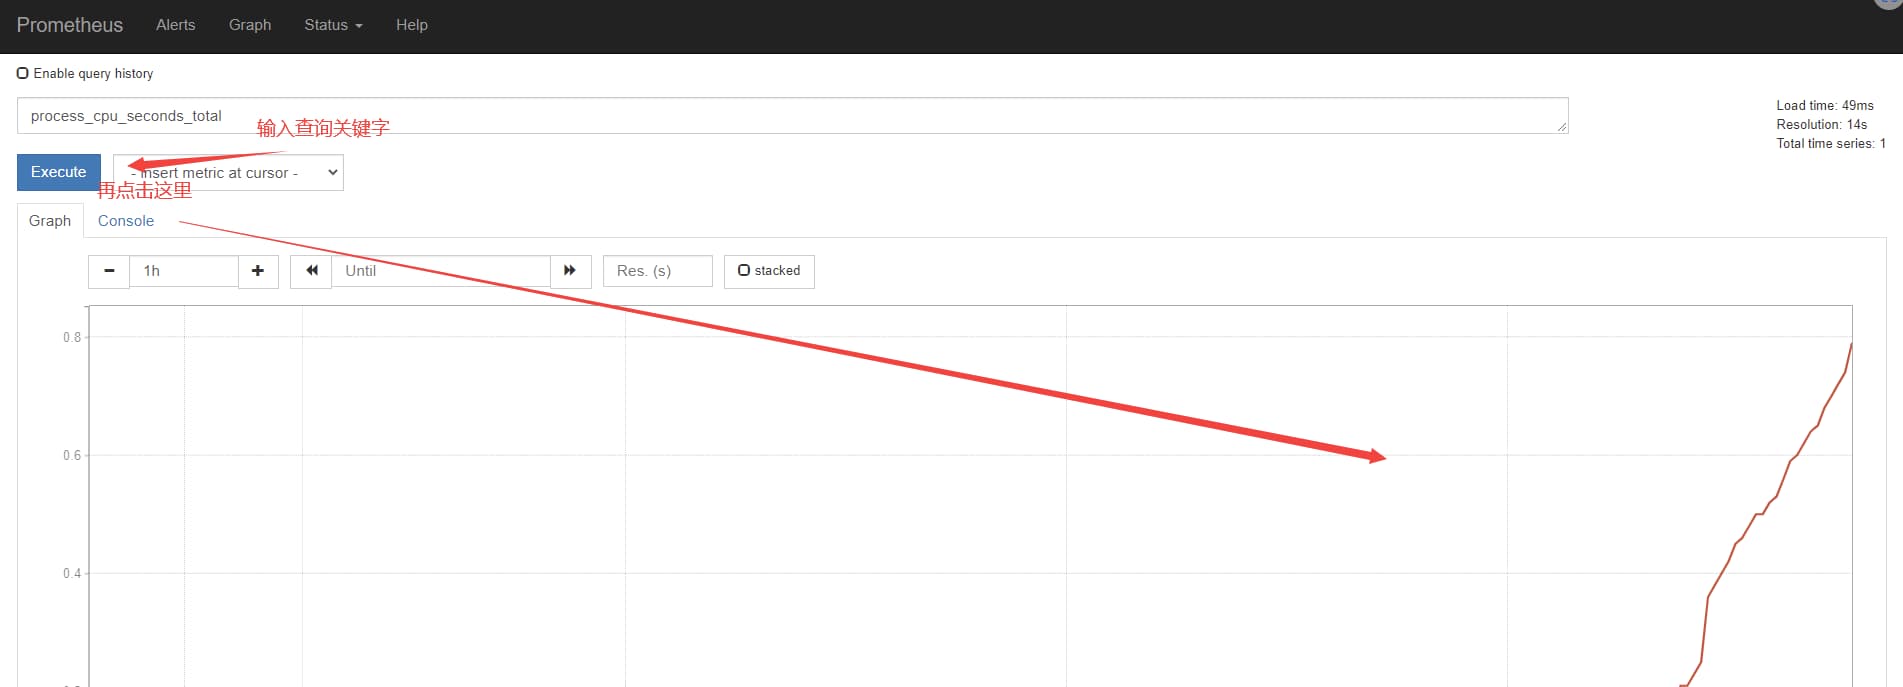 Prometheus Alerts Graph Status Help
Enable query history
process_cpu_seconds_total
输入查询关键字
Load time: 49ms
Resolution: 14s
Total time series: 1
Execute
- insert metric at cursor -
再点击这里
Graph Console
1h Until Res. (s) stacked
0.8
0.6
0.4